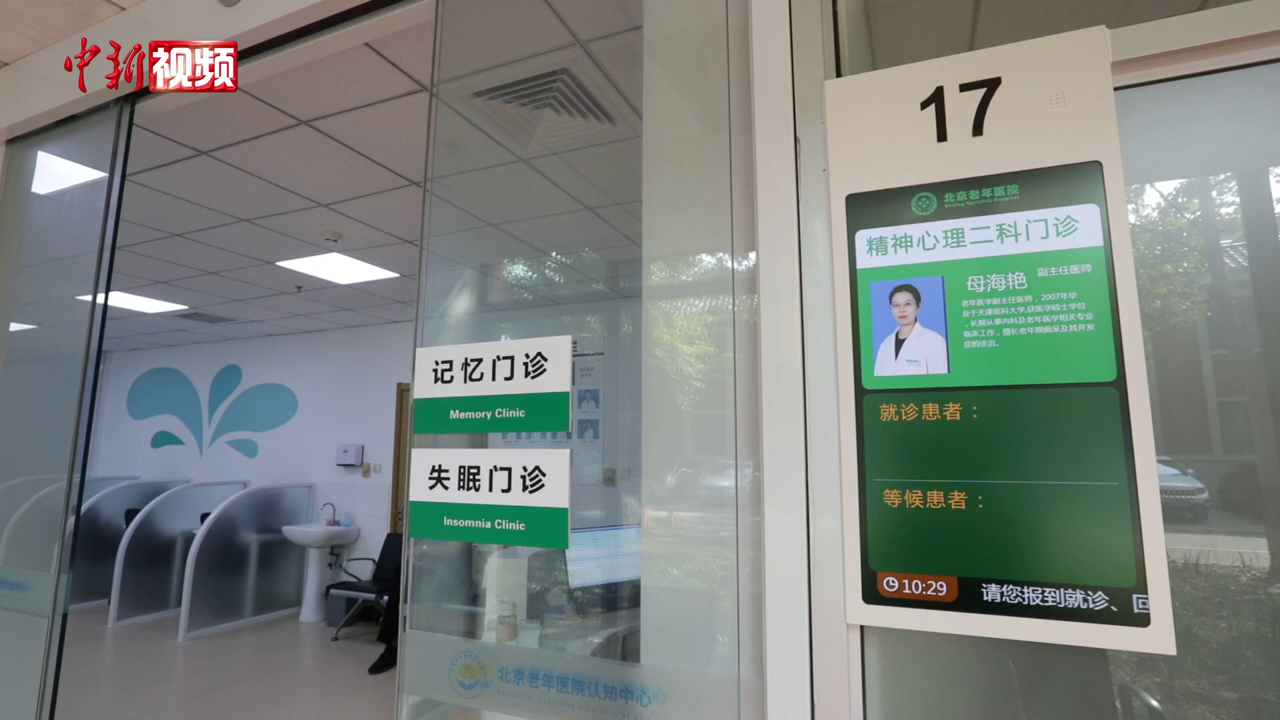 中新视频
17
北京老年医院
Beijing Geriatric Hospital
精神心理二科门诊
母海艳
副主任医师
老年医学副主任医师，2007年毕
业于天津医科大学,获医学硕士学位
，长期从事内科及老年医学相关专业
临床工作，擅长老年期痴呆及其并发
症的诊治。
就诊患者：
等候患者：
10:29
请您报到就诊、回
记忆门诊
Memory Clinic
失眠门诊
Insomnia Clinic
北京老年医院认知中心